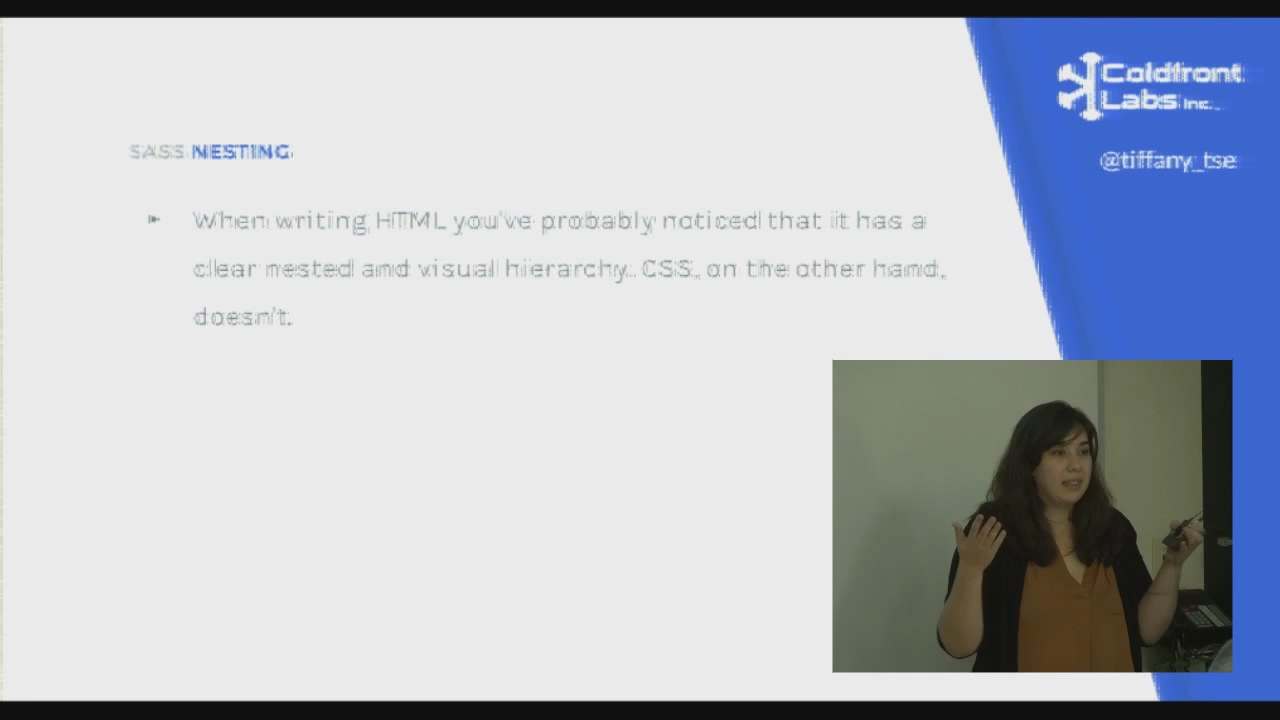 Coldfront
Labs Inc.
@tiffany_tse
SASS NESTING
When writing HTML you've probably noticed that it has a
clear nested and visual hierarchy. CSS, on the other hand,
doesn't.